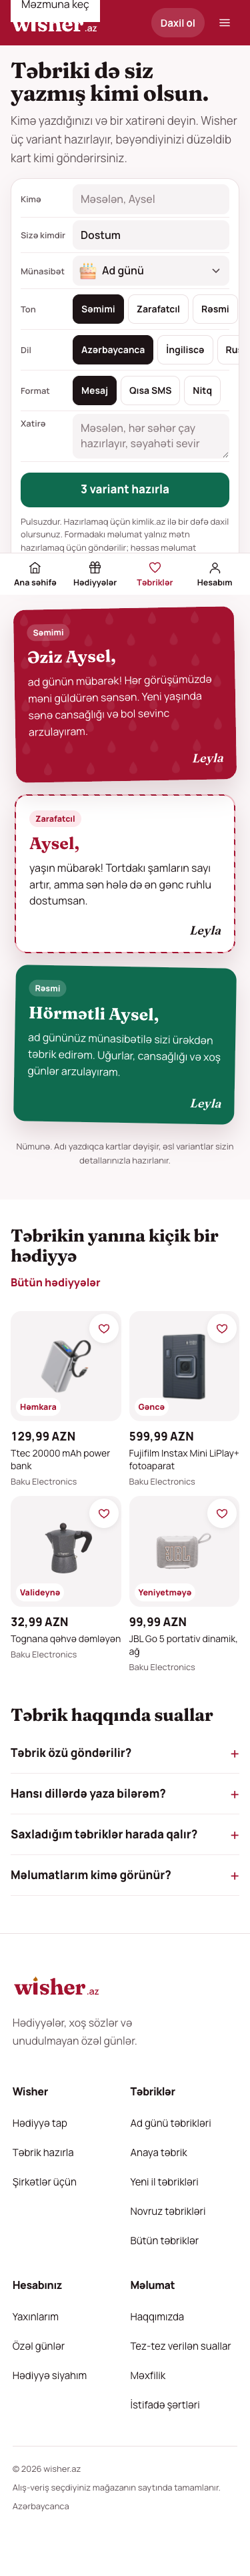 Məzmuna keç
wisher.az
Daxil ol
Təbriki də siz
yazmış kimi olsun.
Kimə yazdığınızı və bir xatirəni deyin. Wisher
üç variant hazırlayır, bəyəndiyinizi düzəldib
kart kimi göndərirsiniz.
Kimə
Məsələn, Aysel
Sizə kimdir
Dostum
Münasibət
Ad günü
Ton
Səmimi
Zarafatcıl
Rəsmi
Dil
Azərbaycanca
İngiliscə
Format
Mesaj
Qısa SMS
Nitq
Xatirə
Məsələn, hər səhər çay
hazırlayır, səyahəti sevir
3 variant hazırla
Pulsuzdur. Hazırlamaq üçün kimlik.az ilə bir dəfə daxil
olursunuz. Formadakı məlumat yalnız mətn
hazırlamaq üçün göndərilir; həssas məlumat
Ana səhifə
Hədiyyələr
Təbriklər
Hesabım
Səmimi
Əziz Aysel,
ad günün mübarək! Hər görüşümüzdə
məni güldürən sənsən. Yeni yaşında
sənə cansağlığı və bol sevinc
arzulayıram.
Leyla
Zarafatcıl
Aysel,
yaşın mübarək! Tortdakı şamların sayı
artır, amma sən hələ də ən gənc ruhlu
dostumsan.
Leyla
Rəsmi
Hörmətli Aysel,
ad gününüz münasibətilə sizi ürəkdən
təbrik edirəm. Uğurlar, cansağlığı və xoş
günlər arzulayıram.
Leyla
Nümunə. Adı yazdıqca kartlar dəyişir, əsl variantlar sizin
detallarınızla hazırlanır.
Təbrikin yanına kiçik bir
hədiyyə
Bütün hədiyyələr
Həmkara
129,99 AZN
Ttec 20000 mAh power
bank
Baku Electronics
Gəncə
599,99 AZN
Fujifilm Instax Mini LiPlay+
fotoaparat
Baku Electronics
Valideynə
32,99 AZN
Tognana qəhvə dəmləyən
Baku Electronics
JBL
Yeniyetməyə
99,99 AZN
JBL Go 5 portativ dinamik,
ağ
Baku Electronics
Təbrik haqqında suallar
Təbrik özü göndərilir?
Hansı dillərdə yaza bilərəm?
Saxladığım təbriklər harada qalır?
Məlumatlarım kimə görünür?
wisher.az
Hədiyyələr, xoş sözlər və
unudulmayan özəl günlər.
Wisher
Hədiyyə tap
Təbrik hazırla
Şirkətlər üçün
Təbriklər
Ad günü təbrikləri
Anaya təbrik
Yeni il təbrikləri
Novruz təbrikləri
Bütün təbriklər
Hesabınız
Yaxınlarım
Özəl günlər
Hədiyyə siyahım
Məlumat
Haqqımızda
Tez-tez verilən suallar
Məxfilik
İstifadə şərtləri
© 2026 wisher.az
Alış-veriş seçdiyiniz mağazanın saytında tamamlanır.
Azərbaycanca